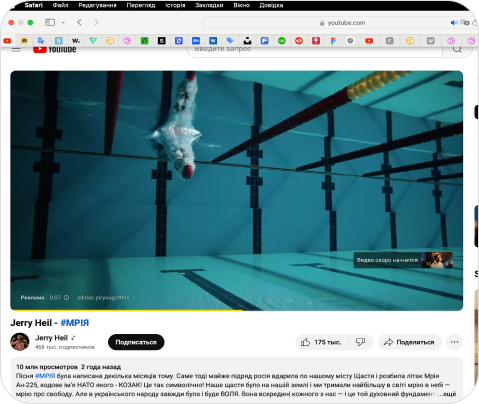 Safari Файл Редагування Перегляд Історія Закладки Вікно Довідка
youtube.com
YouTube
Введите запрос
Видео скоро начнется
Реклама · 0:07 adidas.pl/yougotthis
Jerry Heil - #МРІЯ
Jerry Heil
468 тыс. подписчиков
Подписаться
175 тыс.
Поделиться
10 млн просмотров 2 года назад
Пісня #МРІЯ була написана декілька місяців тому. Саме тоді майже підряд росія вдарила по нашому місту Щастя і розбила літак Мрія
Ан-225, кодове ім'я НАТО якого - КОЗАК! Це так символічно! Наше щастя було на нашій землі і ми тримали найбільшу в світі мрію в небі —
мрію про свободу. Але в українського народу завжди була і буде ВОЛЯ. Вона всередині кожного з нас — і це той духовний фундамент ...ещё